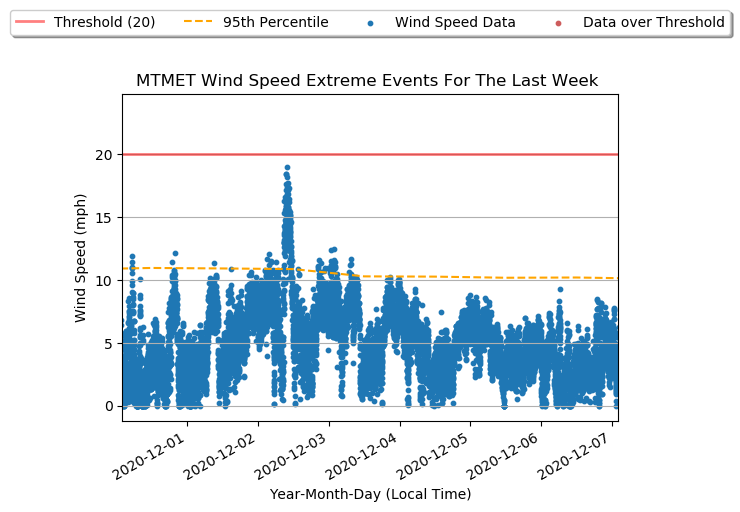 Threshold (20) 95th Percentile Wind Speed Data Data over Threshold
MTMET Wind Speed Extreme Events For The Last Week
20
15
10
5
0
Wind Speed (mph)
2020-12-01 2020-12-02 2020-12-03 2020-12-04 2020-12-05 2020-12-06 2020-12-07
Year-Month-Day (Local Time)